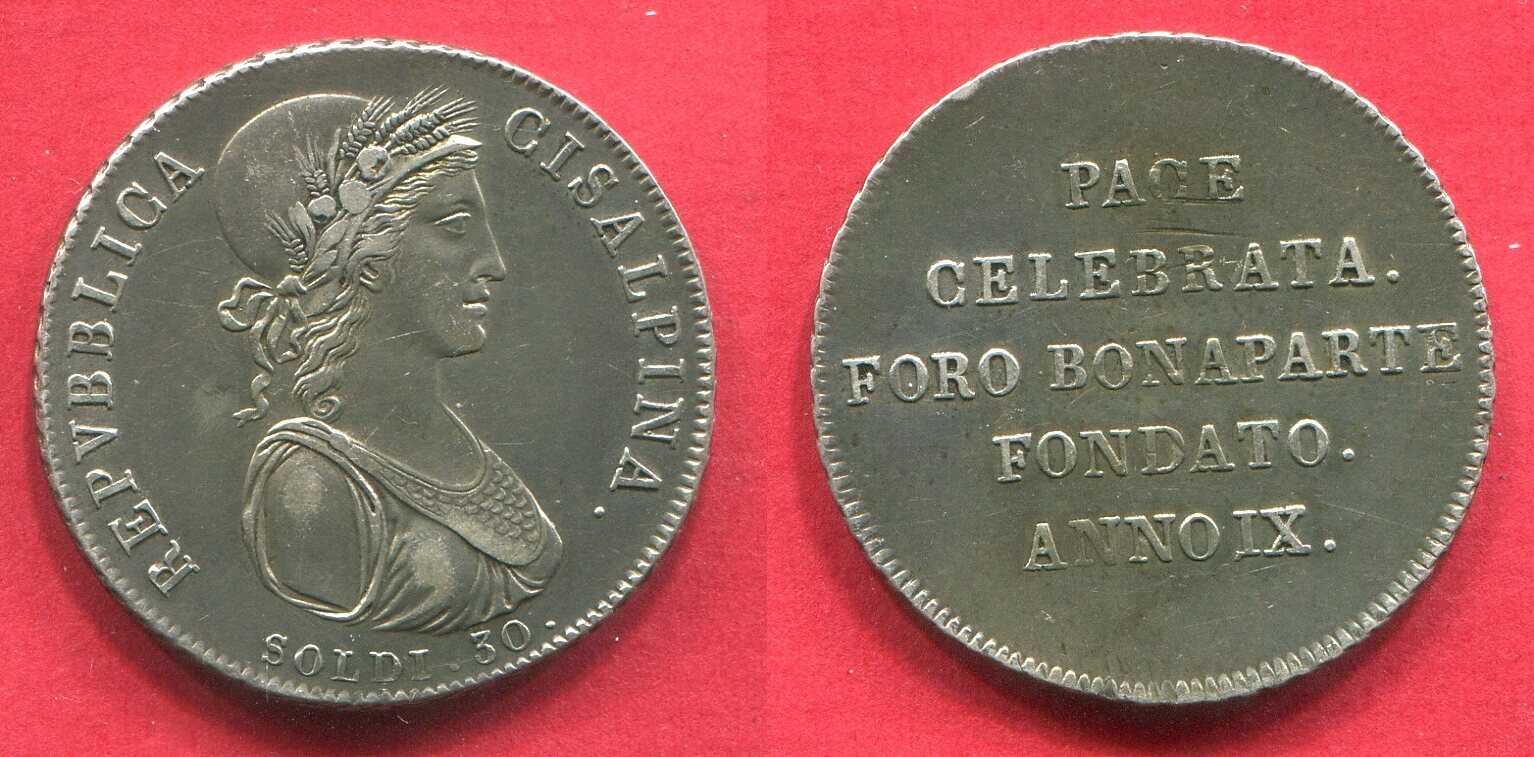 REPVBBLICA CISALPINA.
SOLDI . 30.
PACE
CELEBRATA.
FORO BONAPARTE
FONDATO.
ANNO IX.